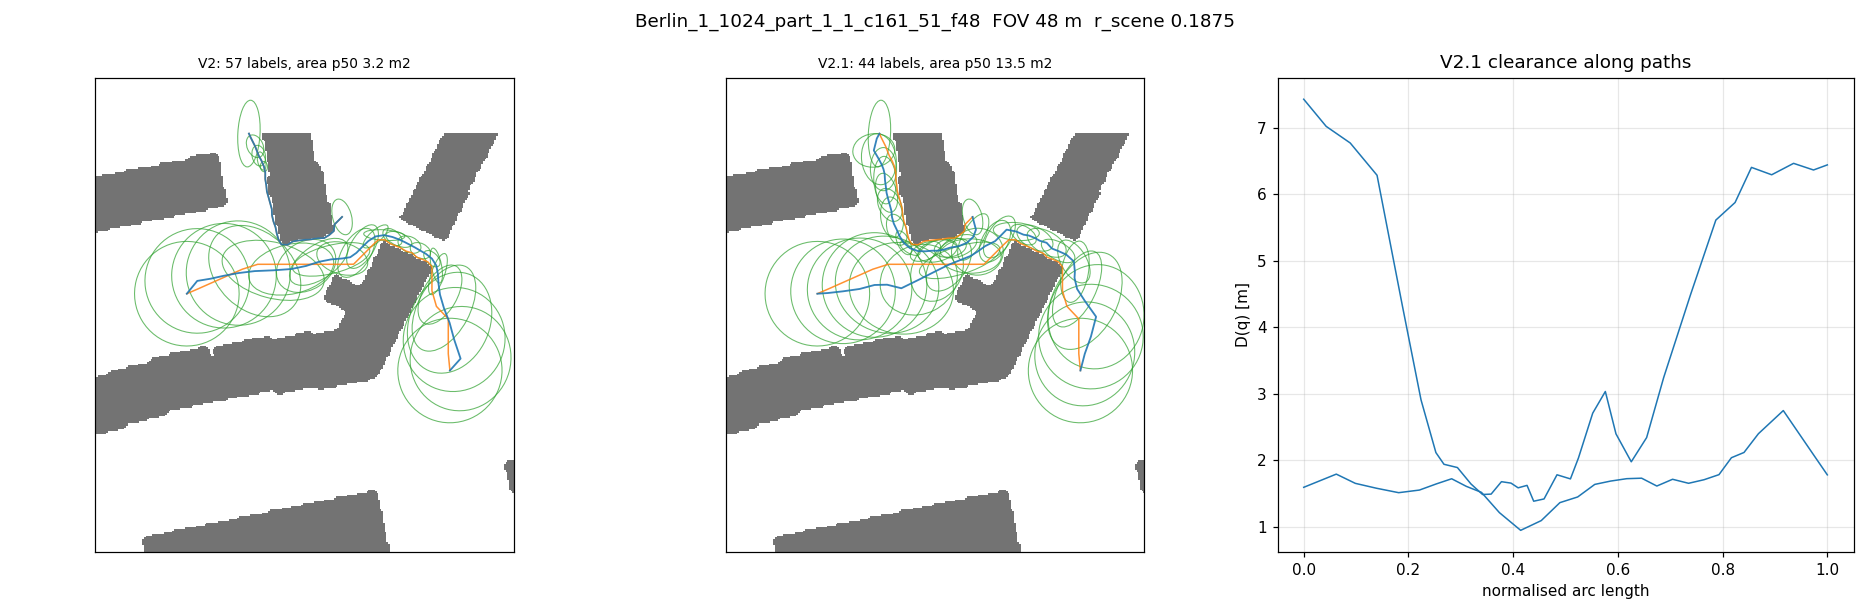 Berlin_1_1024_part_1_1_c161_51_f48  FOV 48 m  r_scene 0.1875
V2: 57 labels, area p50 3.2 m2
V2.1: 44 labels, area p50 13.5 m2
V2.1 clearance along paths
7
6
5
4
3
2
1
D(q) [m]
0.0 0.2 0.4 0.6 0.8 1.0
normalised arc length